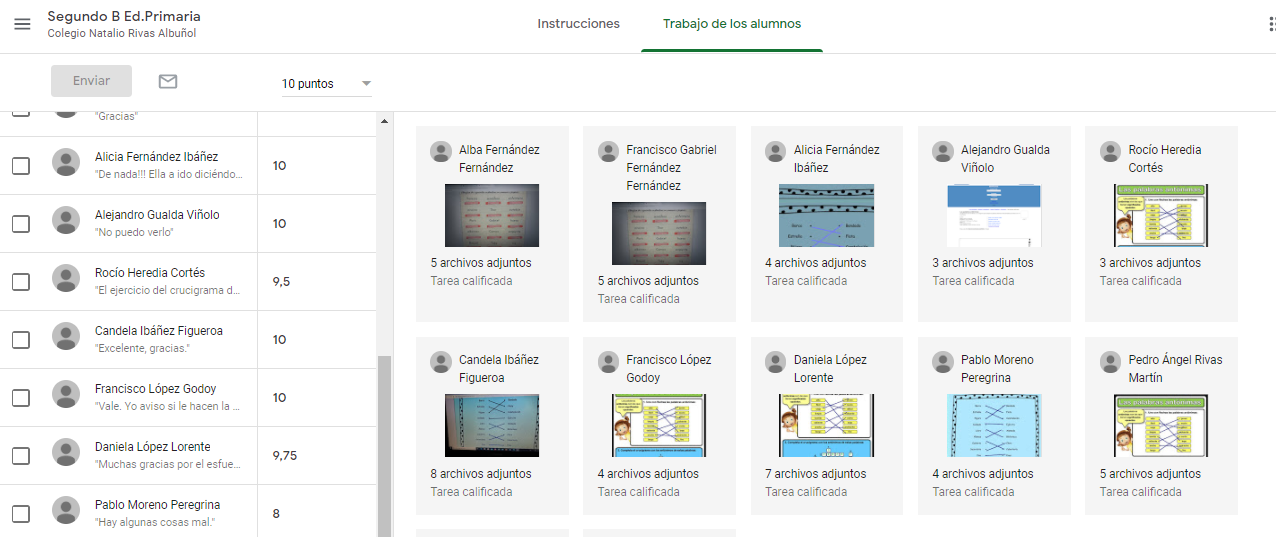 Segundo B Ed.Primaria
Colegio Natalio Rivas Albuñol
Instrucciones
Trabajo de los alumnos
Enviar
10 puntos
"Gracias"
Alicia Fernández Ibáñez
10
"De nada!!! Ella a ido diciéndo...
Alejandro Gualda Viñolo
10
"No puedo verlo"
Rocío Heredia Cortés
9,5
"El ejercicio del crucigrama d...
Candela Ibáñez Figueroa
10
"Excelente, gracias."
Francisco López Godoy
10
"Vale. Yo aviso si le hacen la ...
Daniela López Lorente
9,75
"Muchas gracias por el esfue...
Pablo Moreno Peregrina
8
"Hay algunas cosas mal."
Alba Fernández
Fernández
5 archivos adjuntos
Tarea calificada
Francisco Gabriel
Fernández
Fernández
5 archivos adjuntos
Tarea calificada
Alicia Fernández
Ibáñez
4 archivos adjuntos
Tarea calificada
Alejandro Gualda
Viñolo
3 archivos adjuntos
Tarea calificada
Rocío Heredia
Cortés
3 archivos adjuntos
Tarea calificada
Candela Ibáñez
Figueroa
8 archivos adjuntos
Tarea calificada
Francisco López
Godoy
4 archivos adjuntos
Tarea calificada
Daniela López
Lorente
7 archivos adjuntos
Tarea calificada
Pablo Moreno
Peregrina
4 archivos adjuntos
Tarea calificada
Pedro Ángel Rivas
Martín
5 archivos adjuntos
Tarea calificada